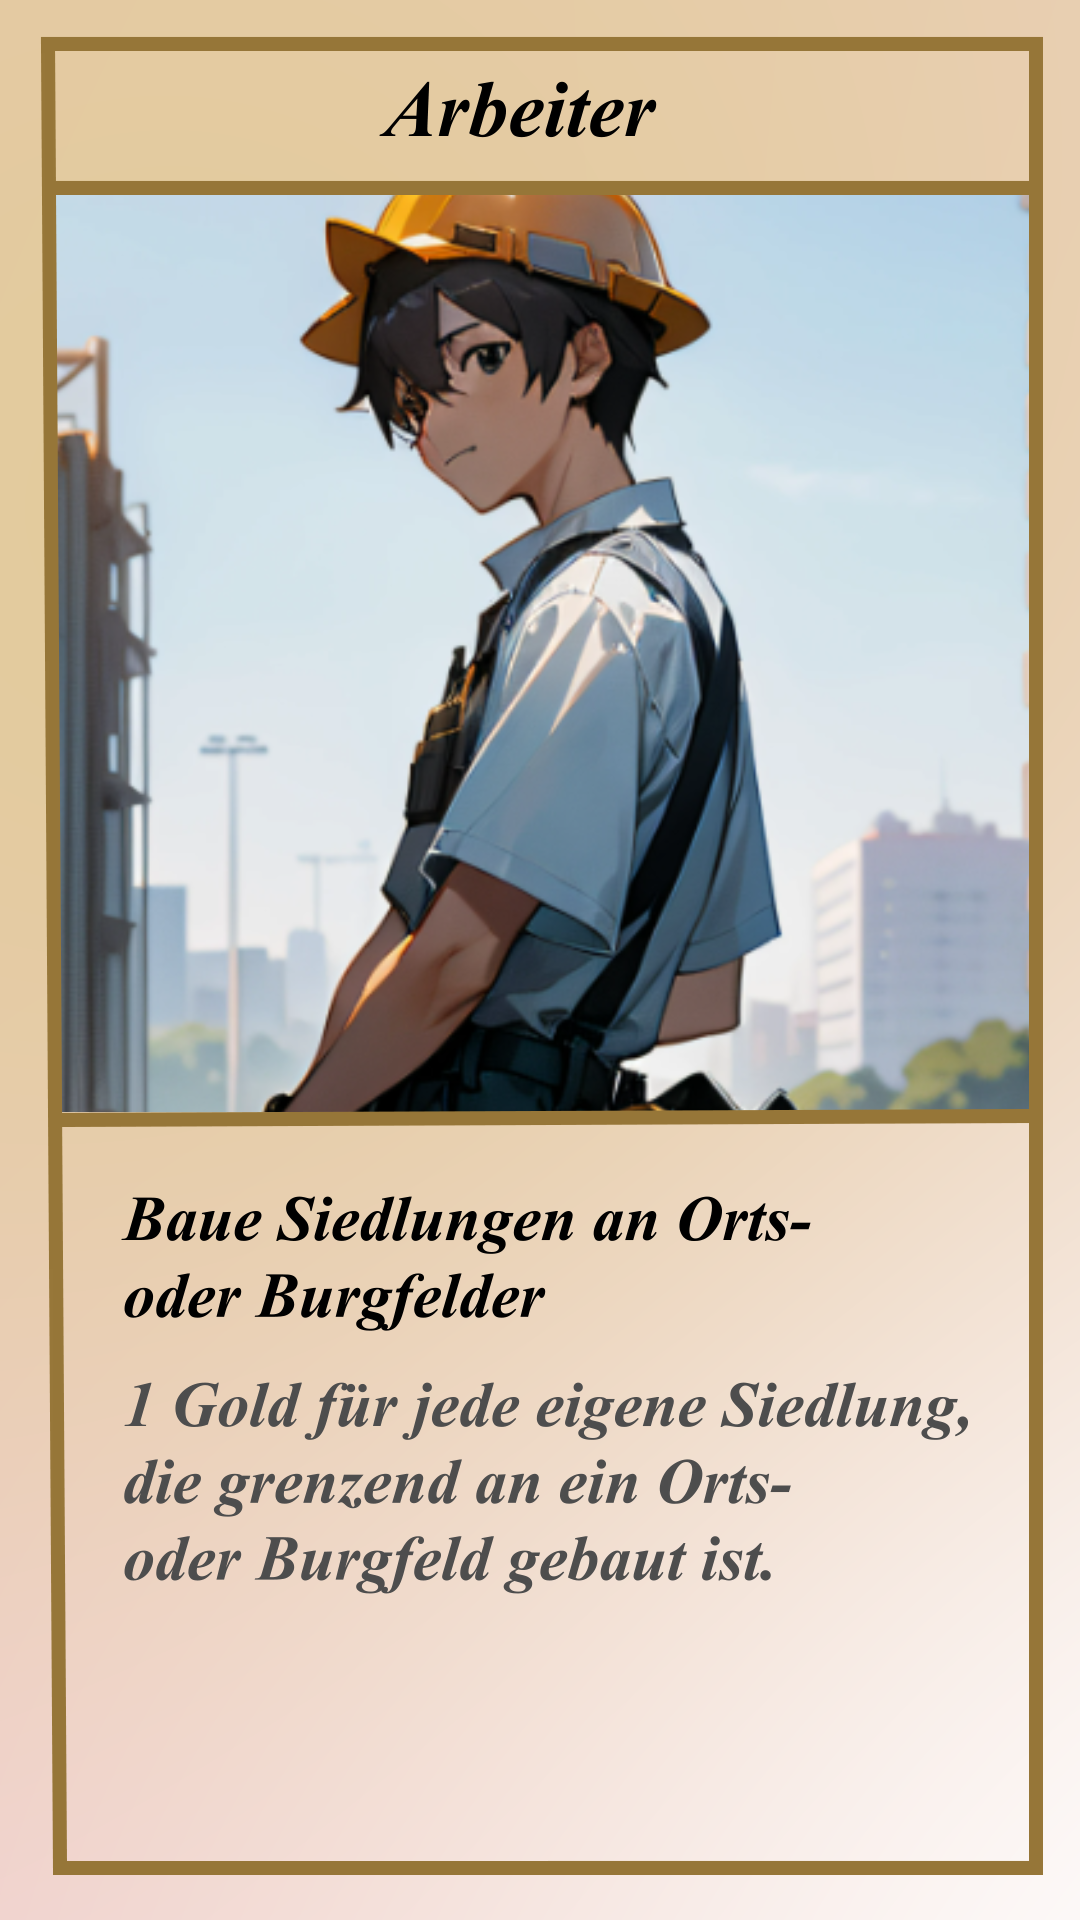 Arbeiter
Baue Siedlungen an Orts-
oder Burgfelder
1 Gold für jede eigene Siedlung,
die grenzend an ein Orts-
oder Burgfeld gebaut ist.